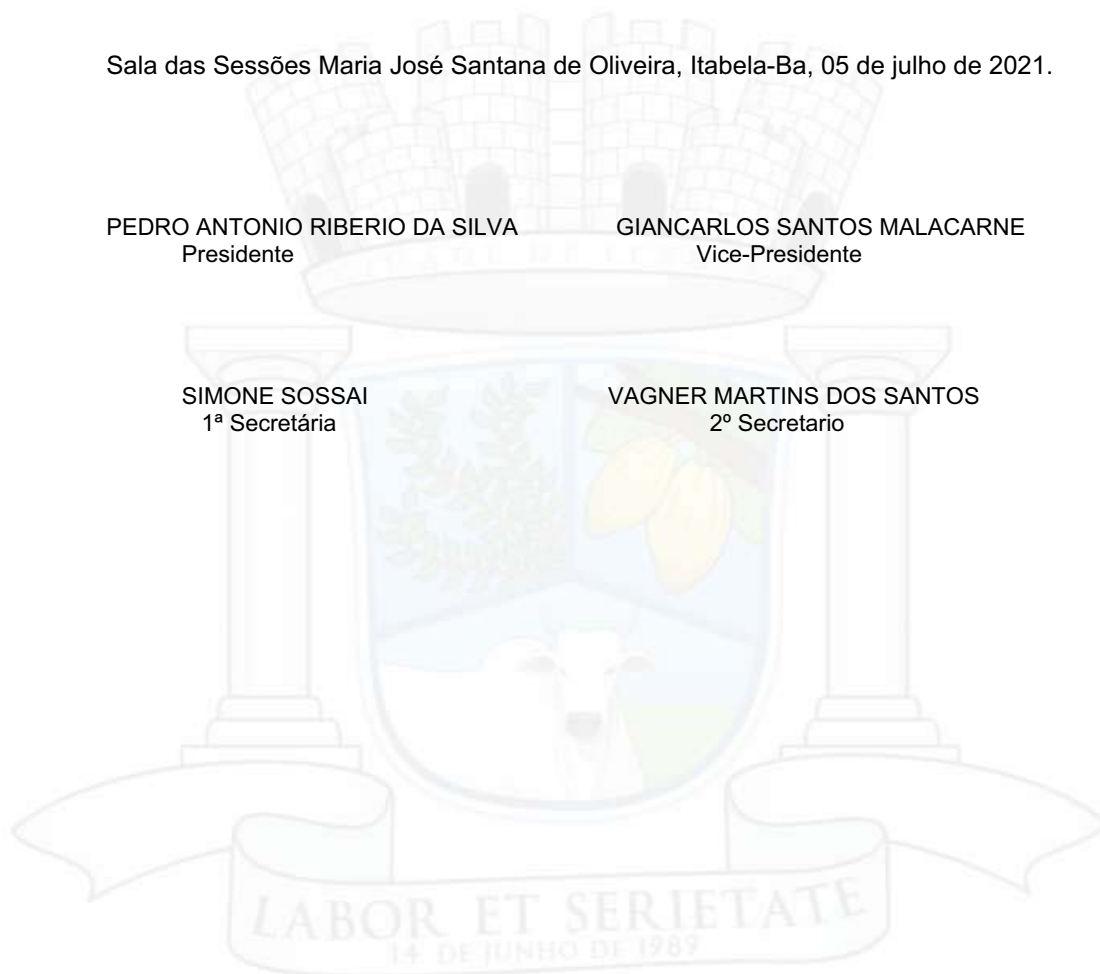 Sala das Sessões Maria José Santana de Oliveira, Itabela-Ba, 05 de julho de 2021.
PEDRO ANTONIO RIBERIO DA SILVA GIANCARLOS SANTOS MALACARNE
Presidente Vice-Presidente
SIMONE SOSSAI VAGNER MARTINS DOS SANTOS
1ª Secretária 2º Secretario
LABOR ET SERIETATE
14 DE JUNHO DE 1989